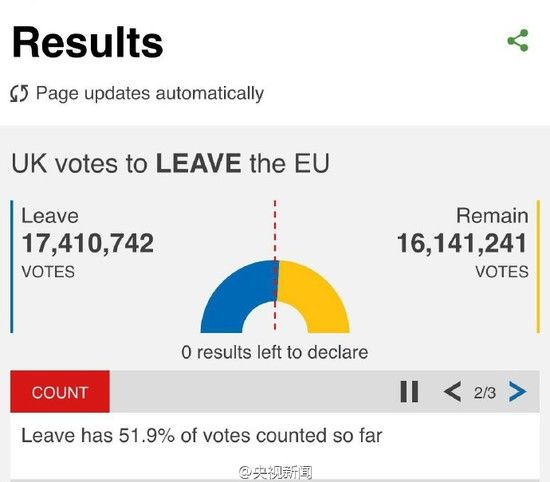 Results
Page updates automatically
UK votes to LEAVE the EU
Leave
17,410,742
VOTES
Remain
16,141,241
VOTES
0 results left to declare
COUNT
2/3
Leave has 51.9% of votes counted so far
@央视新闻